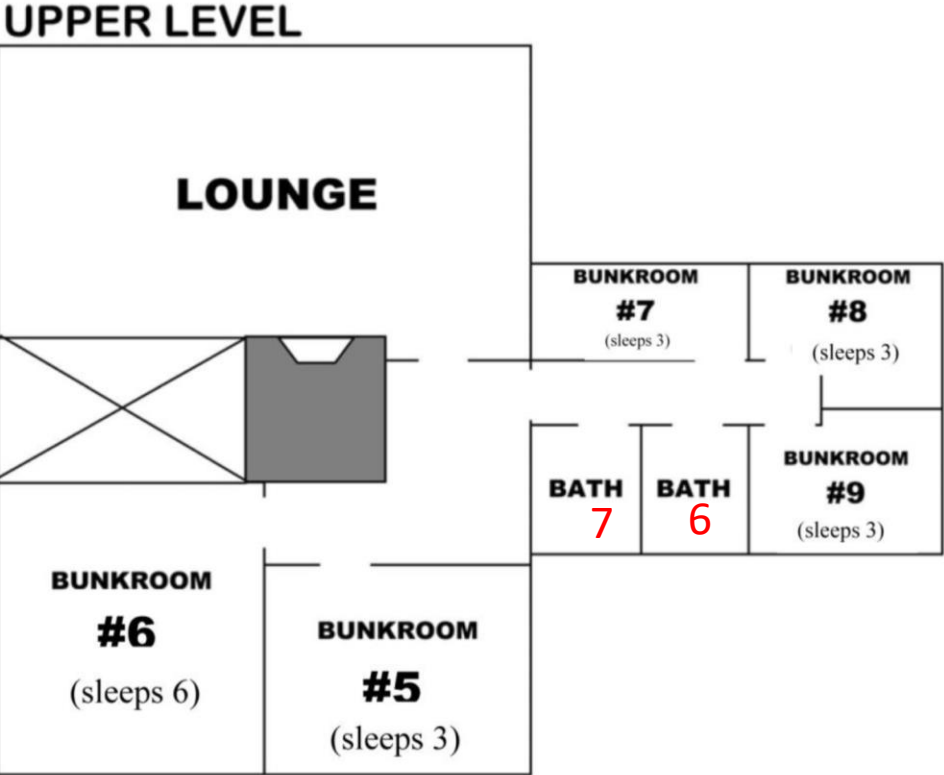 UPPER LEVEL
LOUNGE
BUNKROOM
#7
(sleeps 3)
BUNKROOM
#8
(sleeps 3)
BATH
7
BATH
6
BUNKROOM
#9
(sleeps 3)
BUNKROOM
#6
(sleeps 6)
BUNKROOM
#5
(sleeps 3)